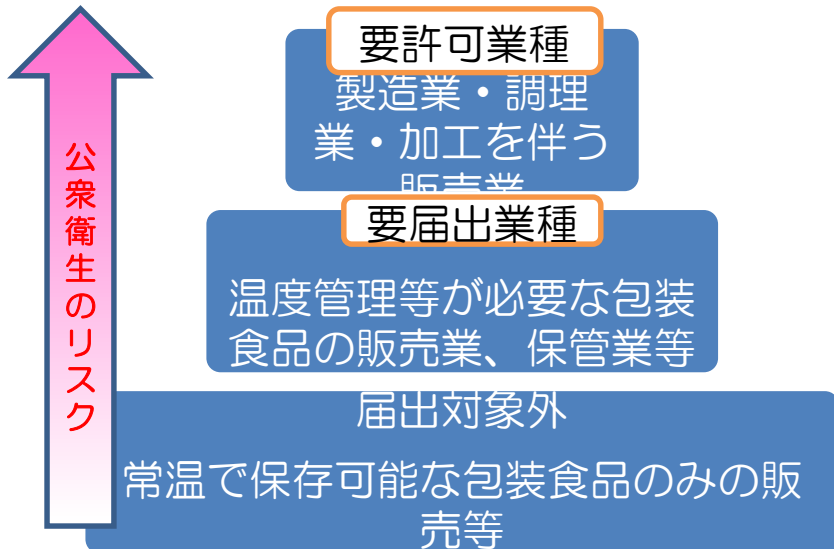 公衆衛生のリスク
要許可業種
製造業・調理
業・加工を伴う
販売業
要届出業種
温度管理等が必要な包装
食品の販売業、保管業等
届出対象外
常温で保存可能な包装食品のみの販
売等